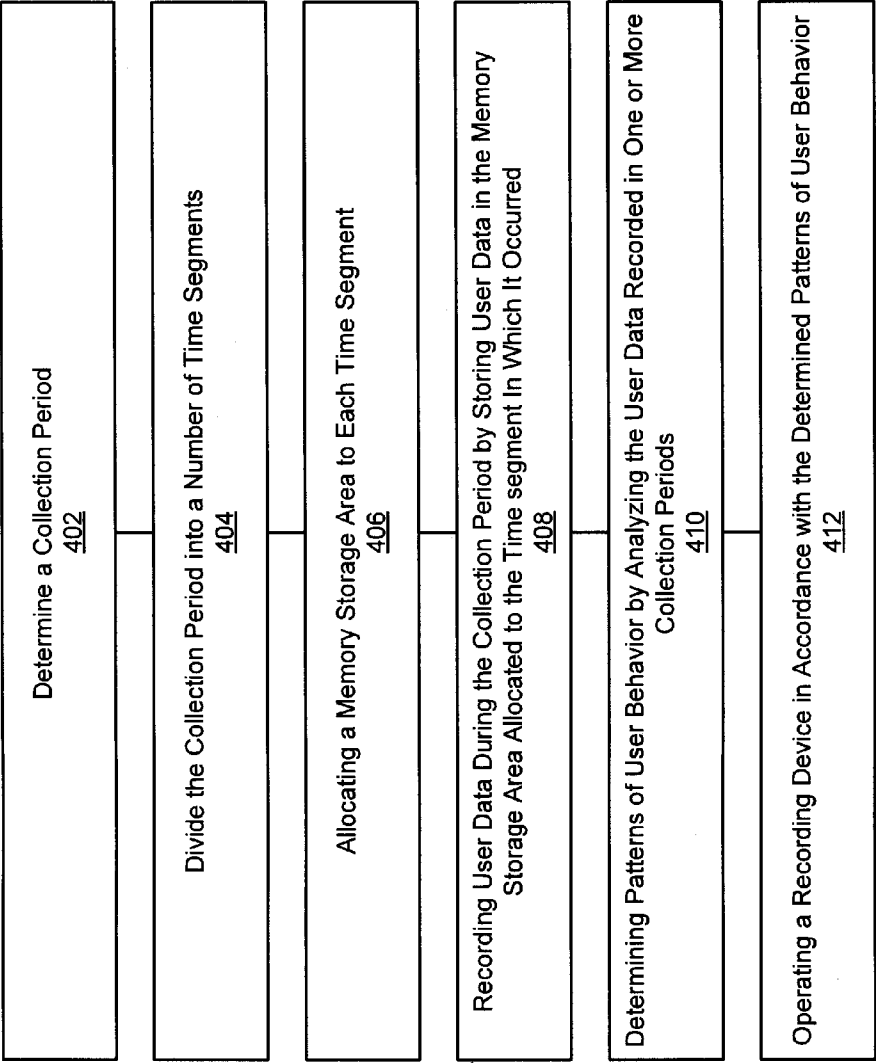 Determine a Collection Period
402
Divide the Collection Period into a Number of Time Segments
404
Allocating a Memory Storage Area to Each Time Segment
406
Recording User Data During the Collection Period by Storing User Data in the Memory
Storage Area Allocated to the Time segment In Which It Occurred
408
Determining Patterns of User Behavior by Analyzing the User Data Recorded in One or More
Collection Periods
410
Operating a Recording Device in Accordance with the Determined Patterns of User Behavior
412